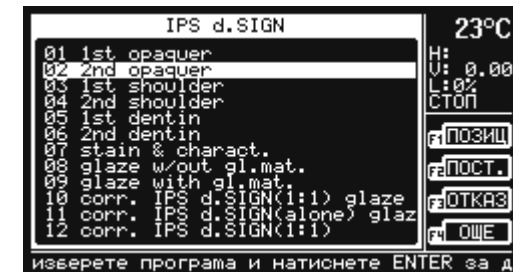 IPS d.SIGN
01 1st opaquer
02 2nd opaquer
03 1st shoulder
04 2nd shoulder
05 1st dentin
06 2nd dentin
07 stain & charact.
08 glaze w/out gl.mat.
09 glaze with gl.mat.
10 corr. IPS d.SIGN(1:1) glaze
11 corr. IPS d.SIGN(alone) glaz
12 corr. IPS d.SIGN(1:1)
23°C
H:
V: 0.00
L:0%
СТОП
F1 ПОЗИЦ
F2 ПОСТ.
F3 ОТКАЗ
F4 ОЩЕ
изберете програма и натиснете ENTER за д